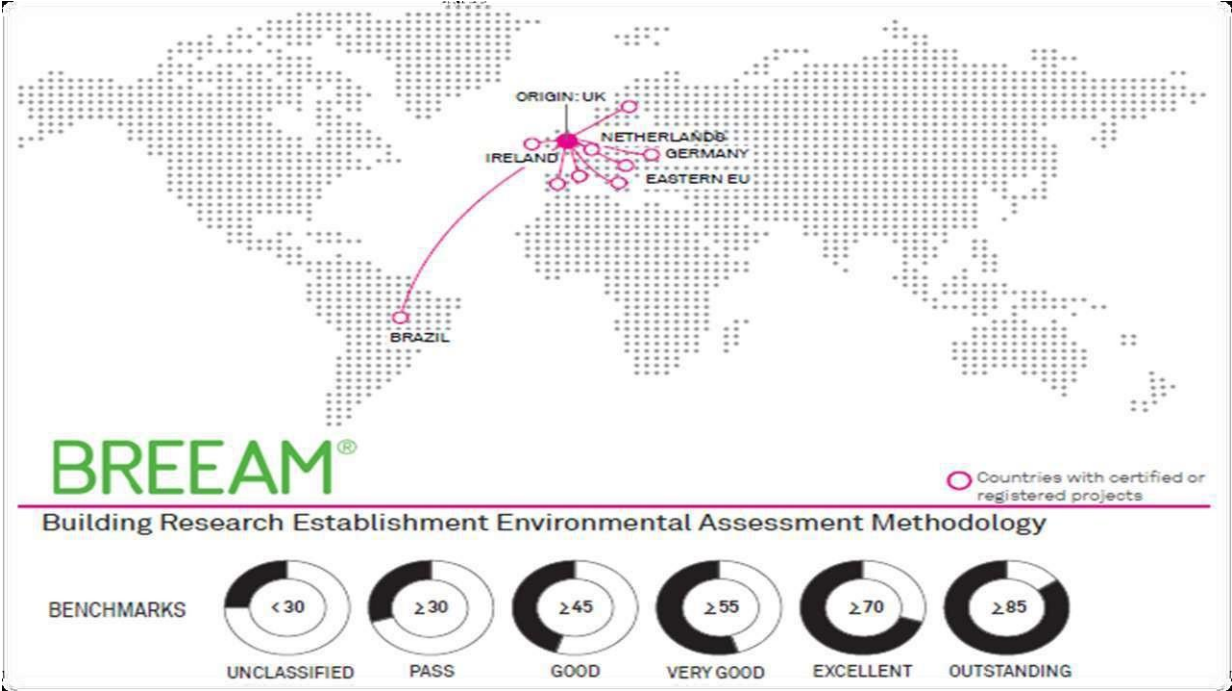 ORIGIN: UK
NETHERLANDS
IRELAND
GERMANY
EASTERN EU
BRAZIL
BREEAM®
Countries with certified or
registered projects
Building Research Establishment Environmental Assessment Methodology
BENCHMARKS
<30
≥30
≥45
≥55
≥70
≥85
UNCLASSIFIED
PASS
GOOD
VERY GOOD
EXCELLENT
OUTSTANDING